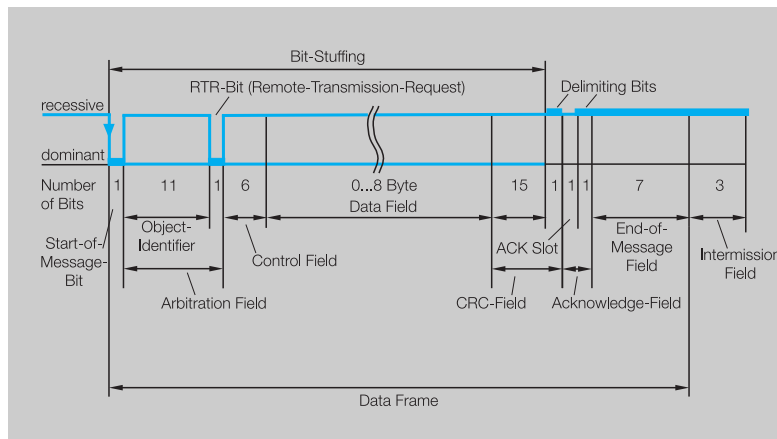 Bit-Stuffing
RTR-Bit (Remote-Transmission-Request)
Delimiting Bits
recessive
dominant
Number
of Bits
1
11
1
6
0...8 Byte
15
1
1
1
7
3
Data Field
Start-of-
Message-
Bit
Object-
Identifier
Control Field
ACK Slot
End-of-
Message
Field
Intermission
Field
Arbitration Field
CRC-Field
Acknowledge-Field
Data Frame